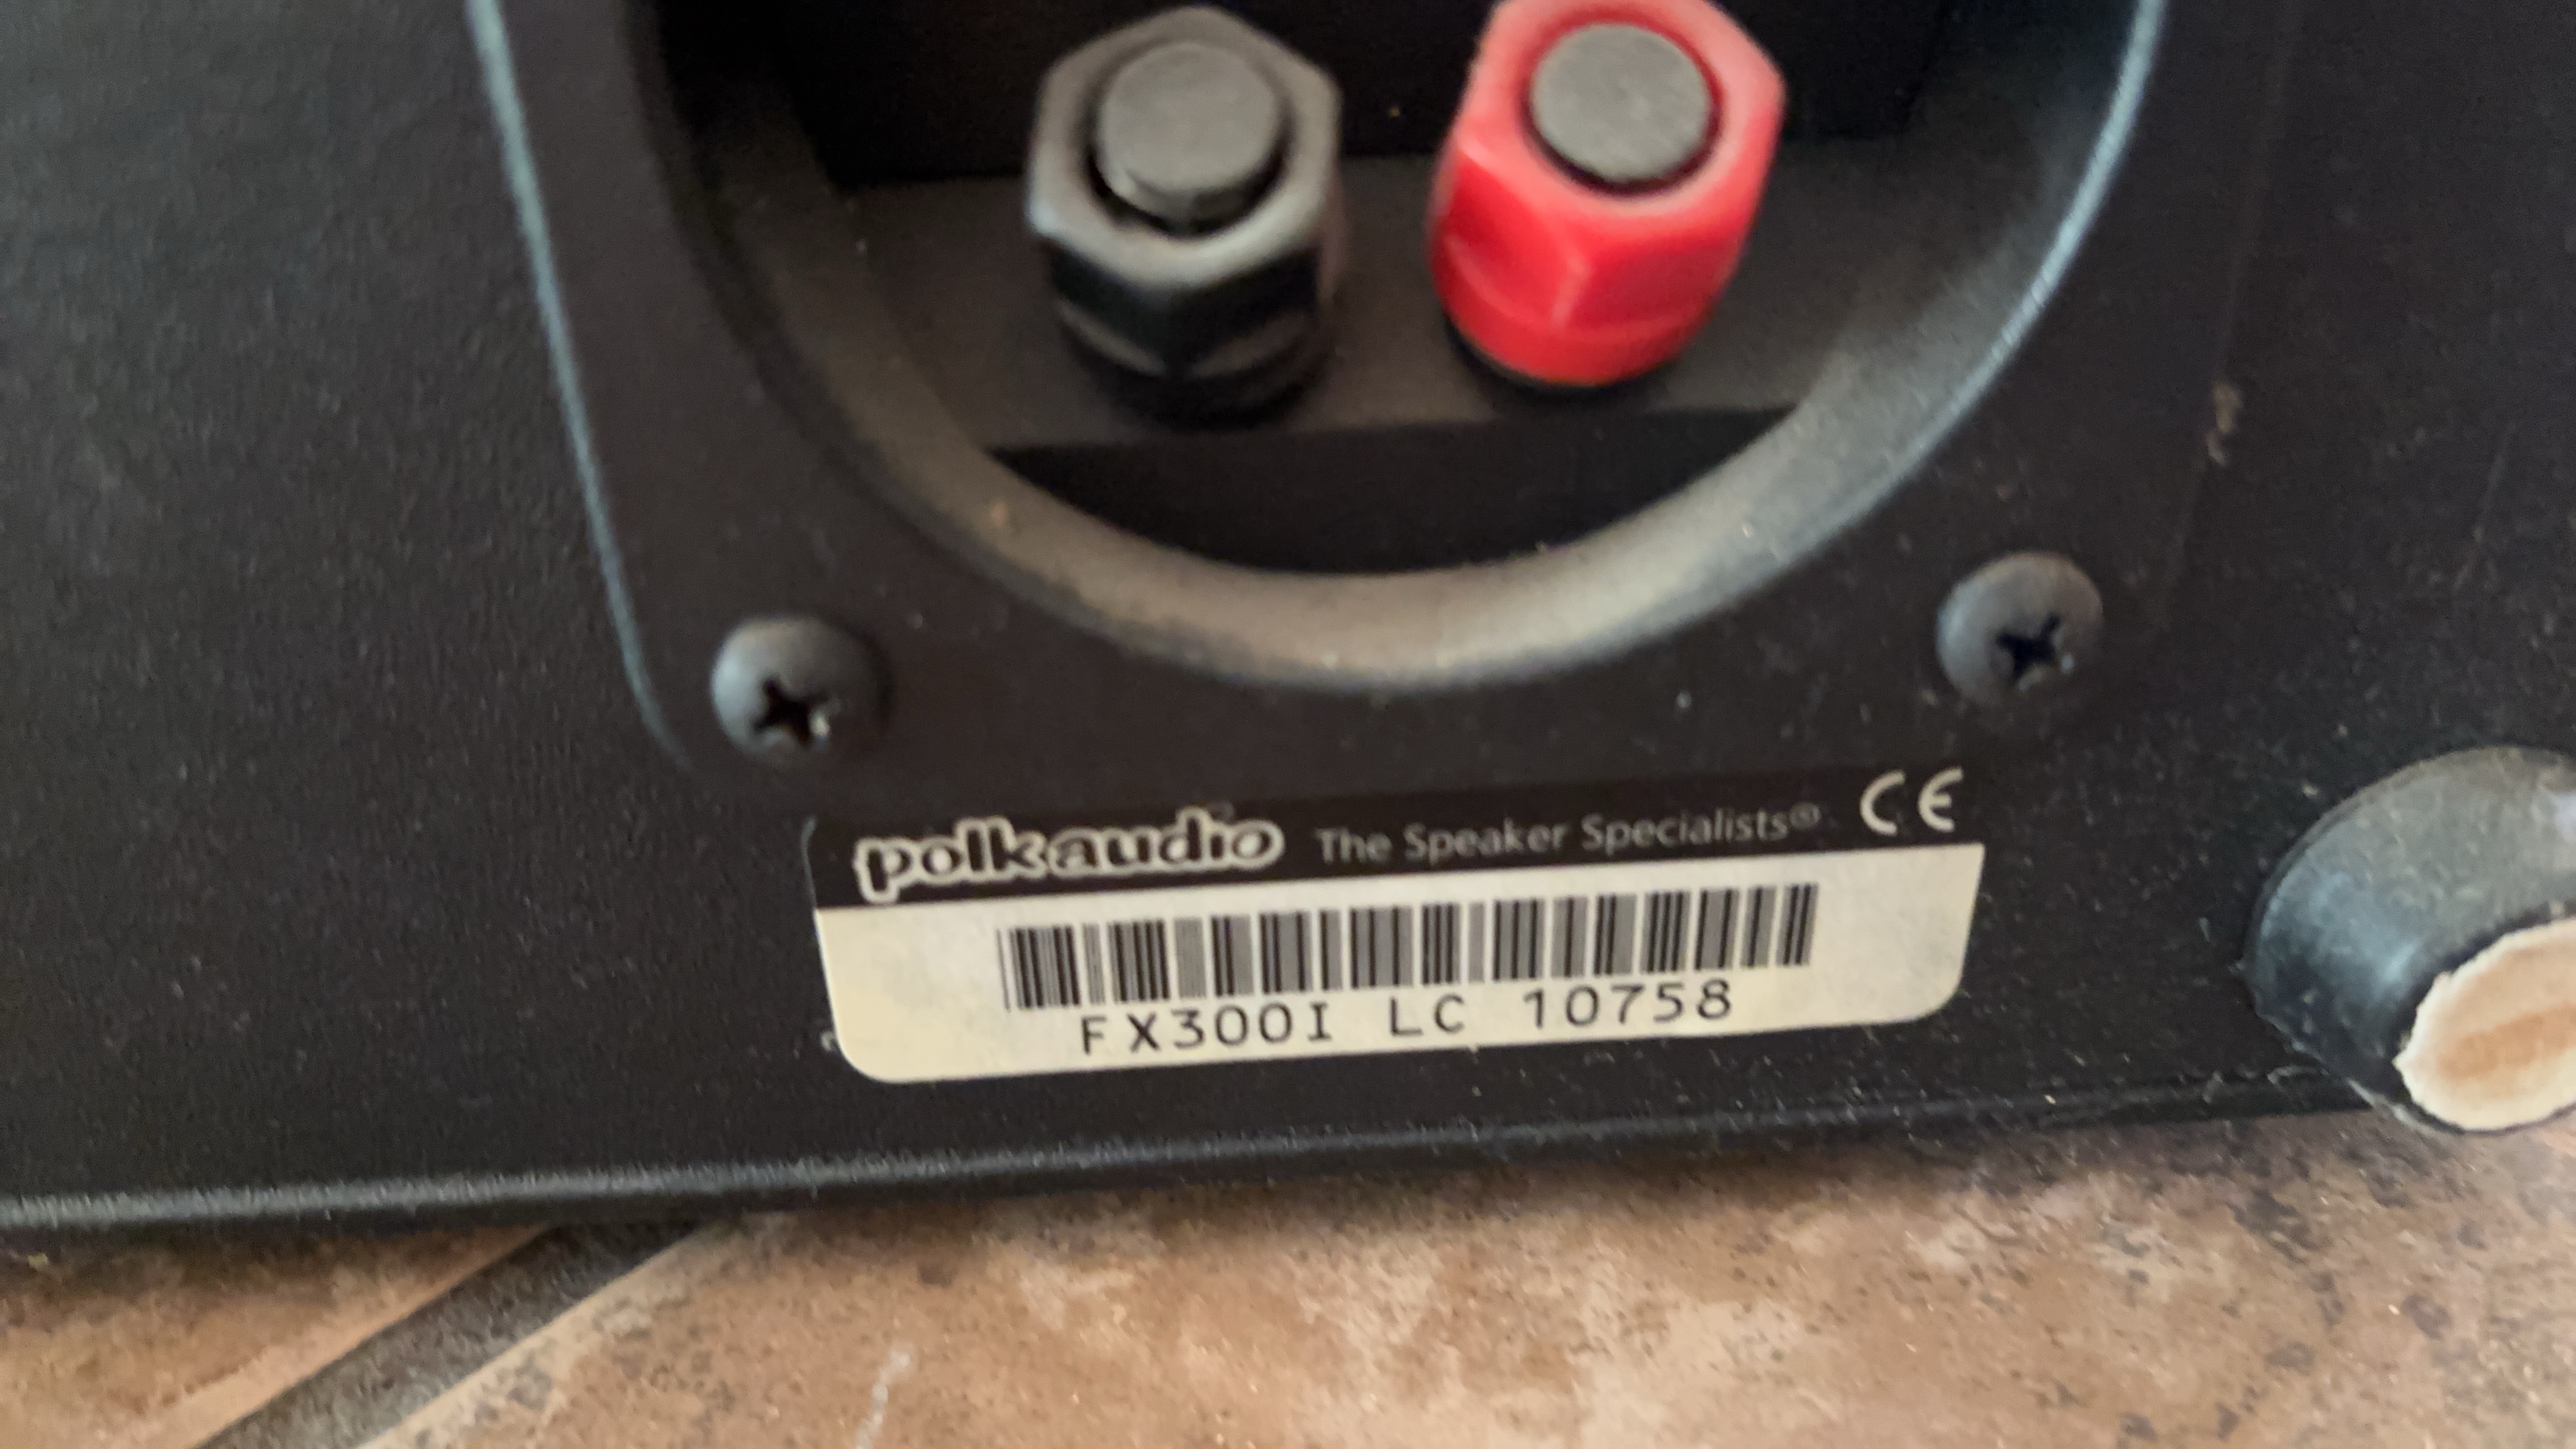 polkaudio The Speaker Specialists® CE
FX300I LC 10758